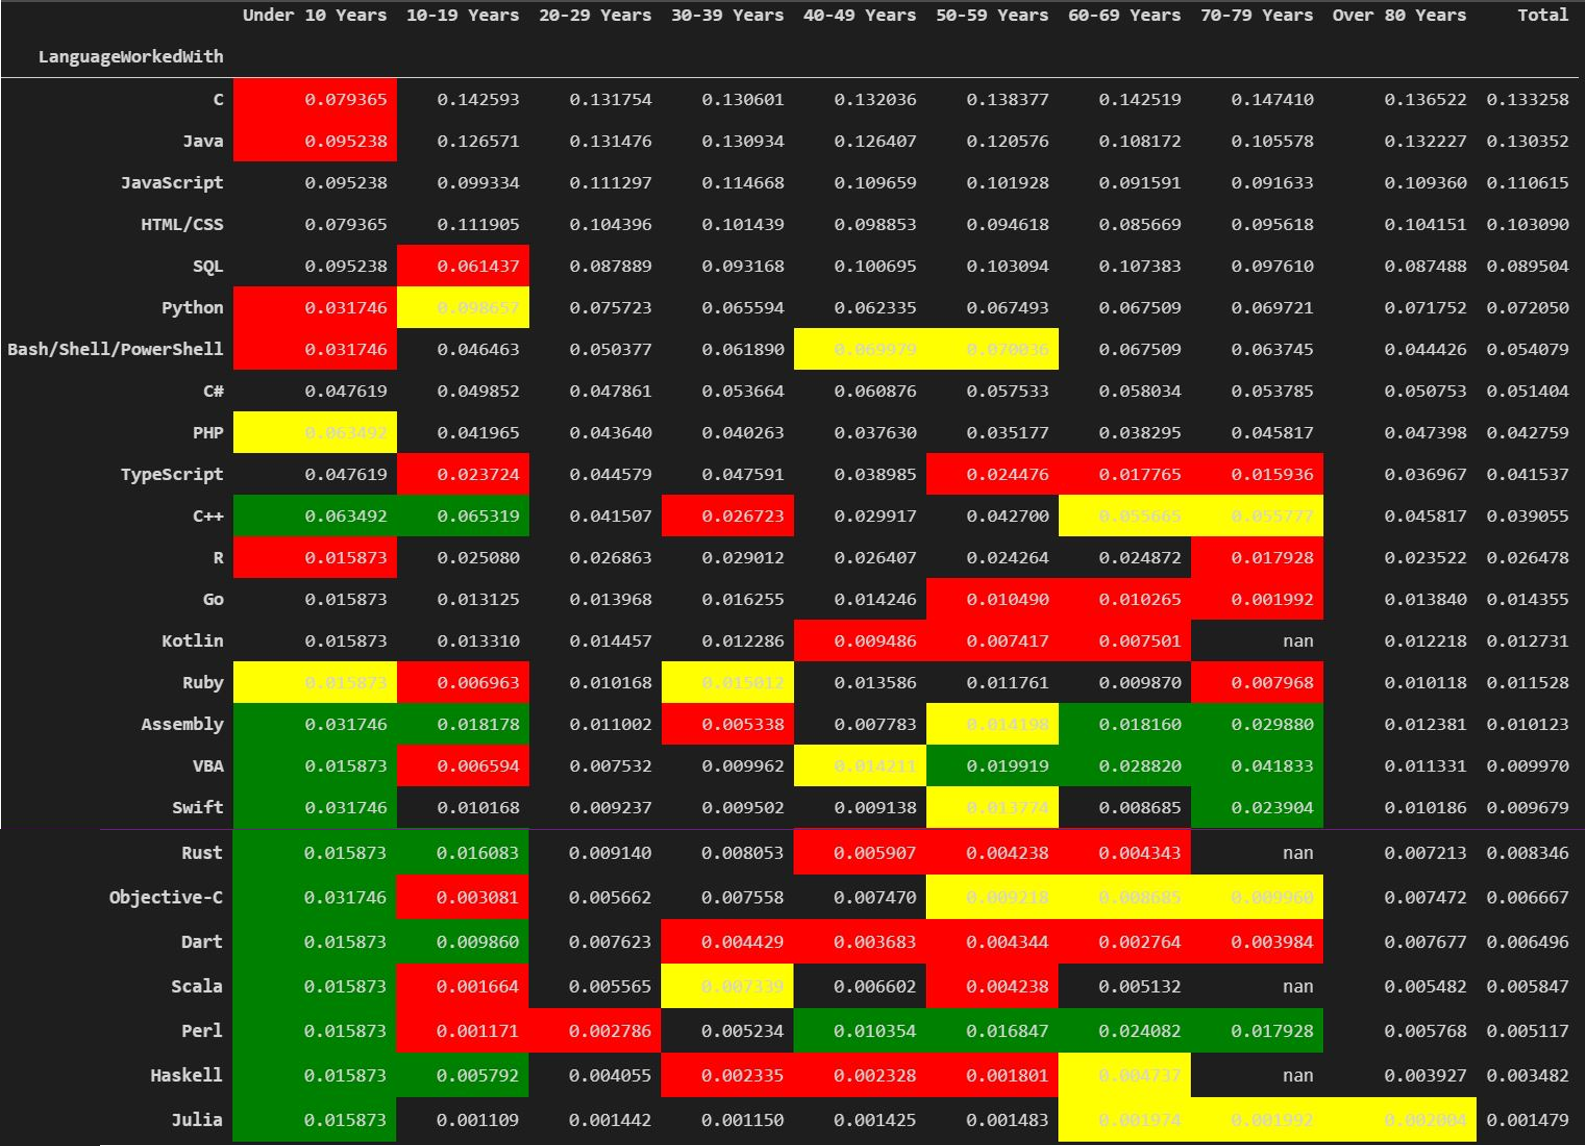 Under 10 Years 10-19 Years 20-29 Years 30-39 Years 40-49 Years 50-59 Years 60-69 Years 70-79 Years Over 80 Years Total
LanguageWorkedWith
C 0.079365 0.142593 0.131754 0.130601 0.132036 0.138377 0.142519 0.147410 0.136522 0.133258
Java 0.095238 0.126571 0.131476 0.130934 0.126407 0.120576 0.108172 0.105578 0.132227 0.130352
JavaScript 0.095238 0.099334 0.111297 0.114668 0.109659 0.101928 0.091591 0.091633 0.109360 0.110615
HTML/CSS 0.079365 0.111905 0.104396 0.101439 0.098853 0.094618 0.085669 0.095618 0.104151 0.103090
SQL 0.095238 0.061437 0.087889 0.093168 0.100695 0.103094 0.107383 0.097610 0.087488 0.089504
Python 0.031746 0.098657 0.075723 0.065594 0.062335 0.067493 0.067509 0.069721 0.071752 0.072050
Bash/Shell/PowerShell 0.031746 0.046463 0.050377 0.061890 0.069979 0.070036 0.067509 0.063745 0.044426 0.054079
C# 0.047619 0.049852 0.047861 0.053664 0.060876 0.057533 0.058034 0.053785 0.050753 0.051404
PHP 0.063492 0.041965 0.043640 0.040263 0.037630 0.035177 0.038295 0.045817 0.047398 0.042759
TypeScript 0.047619 0.023724 0.044579 0.047591 0.038985 0.024476 0.017765 0.015936 0.036967 0.041537
C++ 0.063492 0.065319 0.041507 0.026723 0.029917 0.042700 0.055665 0.055777 0.045817 0.039055
R 0.015873 0.025080 0.026863 0.029012 0.026407 0.024264 0.024872 0.017928 0.023522 0.026478
Go 0.015873 0.013125 0.013968 0.016255 0.014246 0.010490 0.010265 0.001992 0.013840 0.014355
Kotlin 0.015873 0.013310 0.014457 0.012286 0.009486 0.007417 0.007501 nan 0.012218 0.012731
Ruby 0.015873 0.006963 0.010168 0.015012 0.013586 0.011761 0.009870 0.007968 0.010118 0.011528
Assembly 0.031746 0.018178 0.011002 0.005338 0.007783 0.014198 0.018160 0.029880 0.012381 0.010123
VBA 0.015873 0.006594 0.007532 0.009962 0.014211 0.019919 0.028820 0.041833 0.011331 0.009970
Swift 0.031746 0.010168 0.009237 0.009502 0.009138 0.013774 0.008685 0.023904 0.010186 0.009679
Rust 0.015873 0.016083 0.009140 0.008053 0.005907 0.004238 0.004343 nan 0.007213 0.008346
Objective-C 0.031746 0.003081 0.005662 0.007558 0.007470 0.009218 0.008685 0.009960 0.007472 0.006667
Dart 0.015873 0.009860 0.007623 0.004429 0.003683 0.004344 0.002764 0.003984 0.007677 0.006496
Scala 0.015873 0.001664 0.005565 0.007339 0.006602 0.004238 0.005132 nan 0.005482 0.005847
Perl 0.015873 0.001171 0.002786 0.005234 0.010354 0.016847 0.024082 0.017928 0.005768 0.005117
Haskell 0.015873 0.005792 0.004055 0.002335 0.002328 0.001801 0.004737 nan 0.003927 0.003482
Julia 0.015873 0.001109 0.001442 0.001150 0.001425 0.001483 0.001974 0.001992 0.002004 0.001479